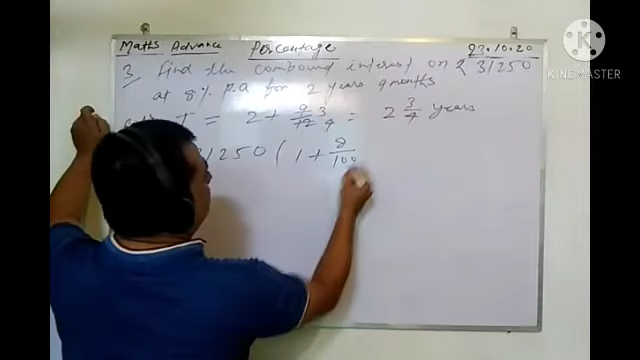 Maths Advance Percentage 23.10.20
3 Find the compound interest on ₹ 31250
at 8% p.a for 2 years 9 months
T = 2 + 9/12 3/4 = 2 3/4 years
31250 ( 1 + 8/100
KINEMASTER